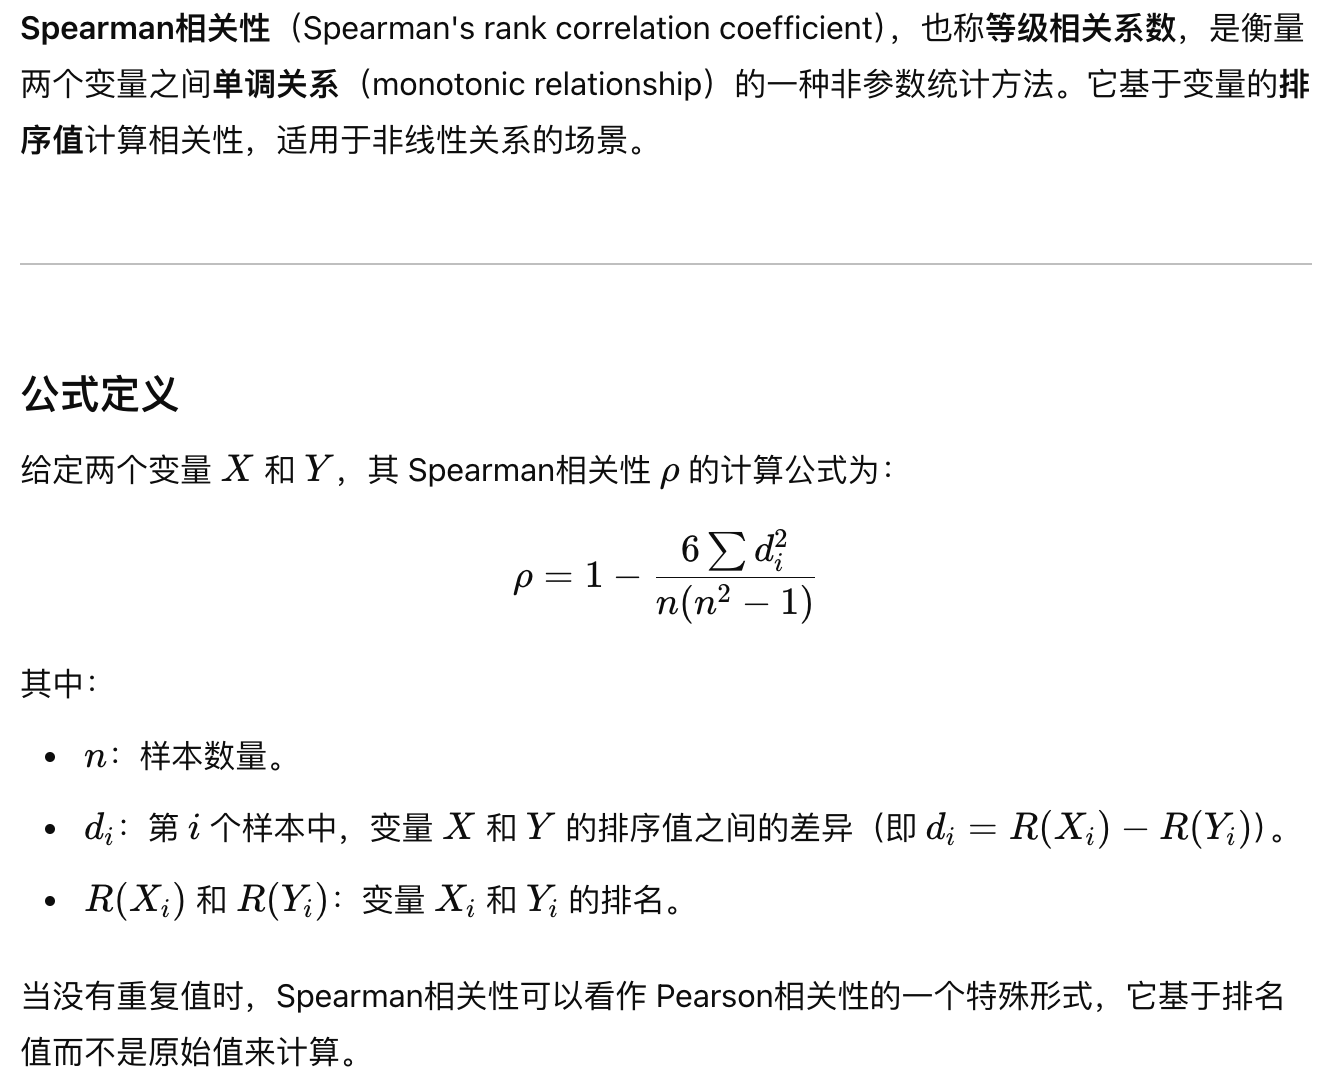 Spearman相关性（Spearman's rank correlation coefficient），也称等级相关系数，是衡量
两个变量之间单调关系（monotonic relationship）的一种非参数统计方法。它基于变量的排
序值计算相关性，适用于非线性关系的场景。
公式定义
给定两个变量 X 和 Y，其 Spearman相关性 ρ 的计算公式为：
ρ = 1 − \frac{6 ∑ d_i^2}{n(n^2 − 1)}
其中：
• n：样本数量。
• d_i：第 i 个样本中，变量 X 和 Y 的排序值之间的差异（即 d_i = R(X_i) − R(Y_i)）。
• R(X_i) 和 R(Y_i)：变量 X_i 和 Y_i 的排名。
当没有重复值时，Spearman相关性可以看作 Pearson相关性的一个特殊形式，它基于排名
值而不是原始值来计算。